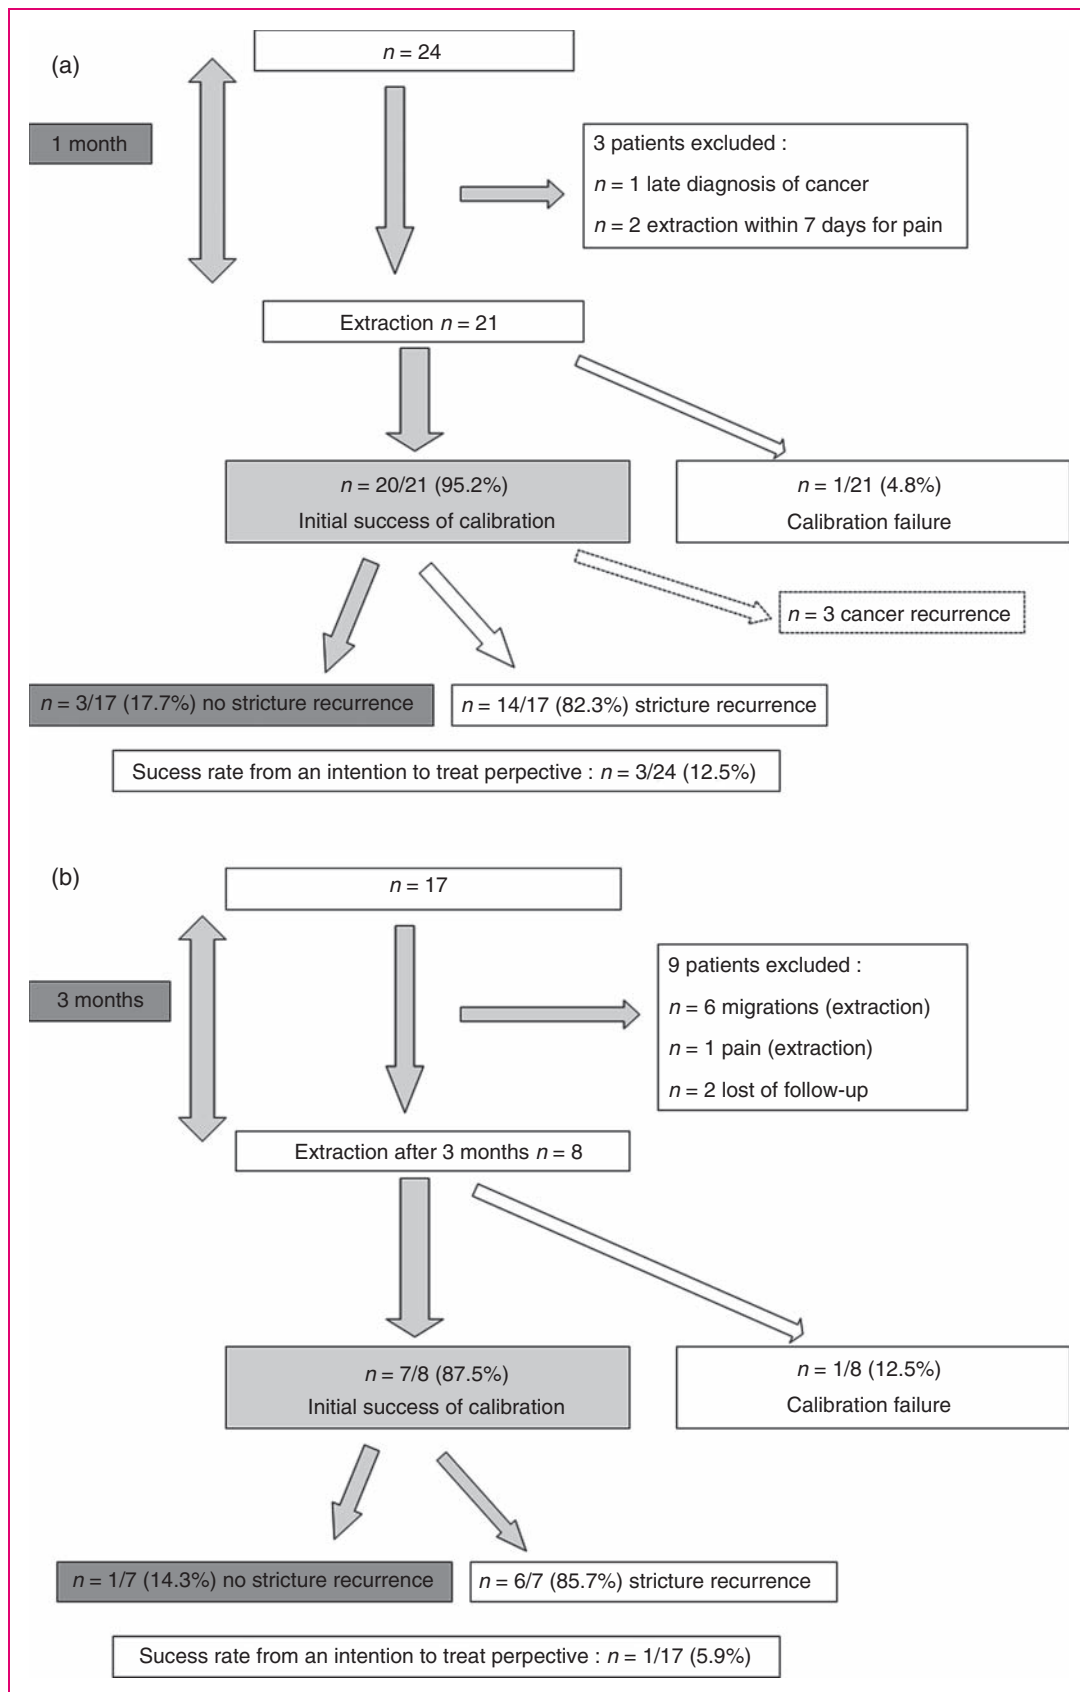 (a)
n = 24
1 month
3 patients excluded :
n = 1 late diagnosis of cancer
n = 2 extraction within 7 days for pain
Extraction n = 21
n = 20/21 (95.2%)
Initial success of calibration
n = 1/21 (4.8%)
Calibration failure
n = 3 cancer recurrence
n = 3/17 (17.7%) no stricture recurrence
n = 14/17 (82.3%) stricture recurrence
Sucess rate from an intention to treat perpective : n = 3/24 (12.5%)
(b)
n = 17
3 months
9 patients excluded :
n = 6 migrations (extraction)
n = 1 pain (extraction)
n = 2 lost of follow-up
Extraction after 3 months n = 8
n = 7/8 (87.5%)
Initial success of calibration
n = 1/8 (12.5%)
Calibration failure
n = 1/7 (14.3%) no stricture recurrence
n = 6/7 (85.7%) stricture recurrence
Sucess rate from an intention to treat perpective : n = 1/17 (5.9%)